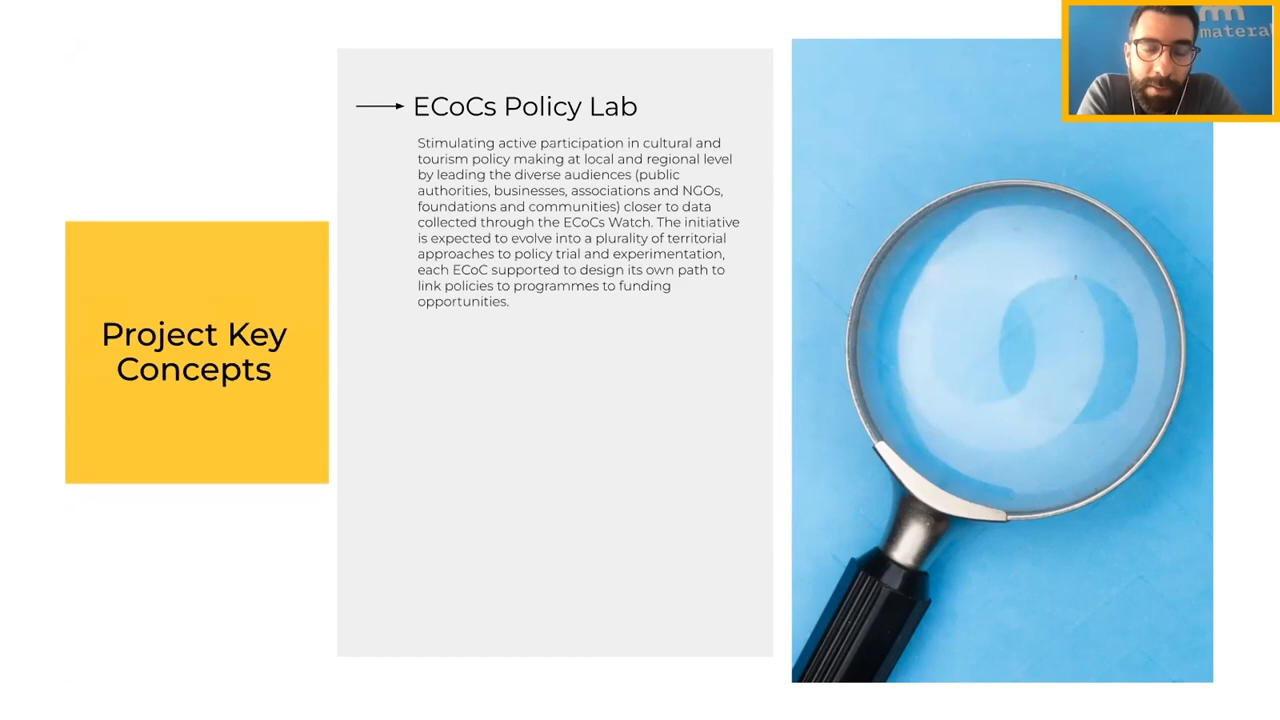 Project Key
Concepts
ECoCs Policy Lab
Stimulating active participation in cultural and
tourism policy making at local and regional level
by leading the diverse audiences (public
authorities, businesses, associations and NGOs,
foundations and communities) closer to data
collected through the ECoCs Watch. The initiative
is expected to evolve into a plurality of territorial
approaches to policy trial and experimentation,
each ECoC supported to design its own path to
link policies to programmes to funding
opportunities.